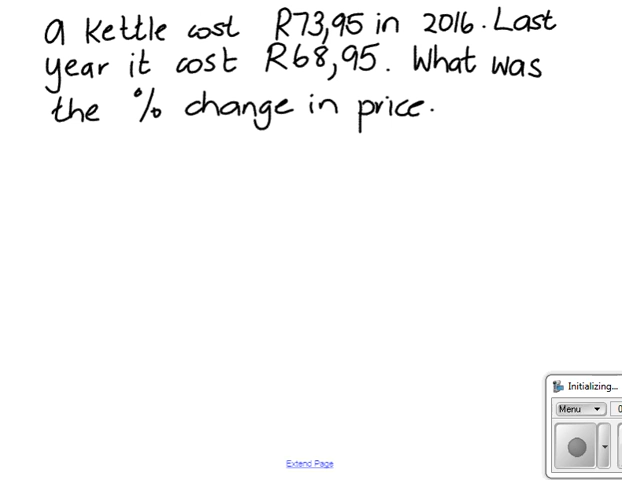 a kettle cost R73,95 in 2016. Last
year it cost R68,95. What was
the % change in price.
Initializing...
Menu
0
Extend Page